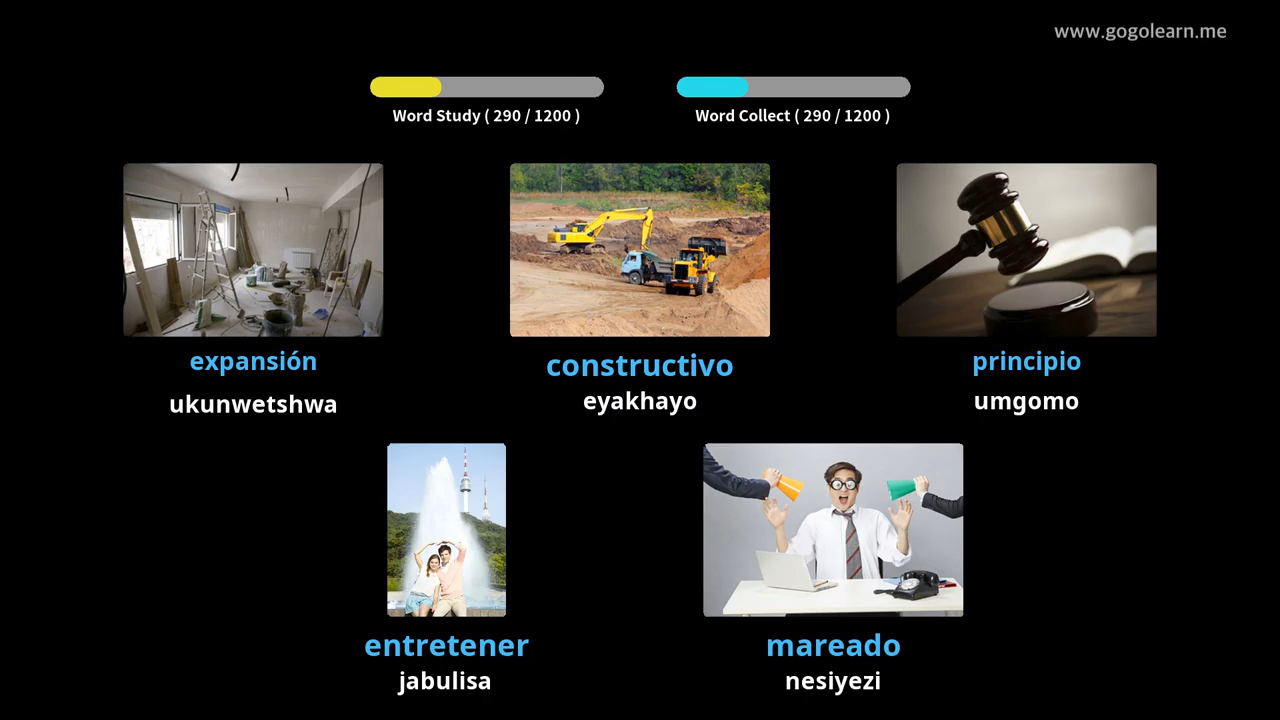 www.gogolearn.me
Word Study ( 290 / 1200 )
Word Collect ( 290 / 1200 )
expansión
ukunwetshwa
constructivo
eyakhayo
principio
umgomo
entretener
jabulisa
mareado
nesiyezi